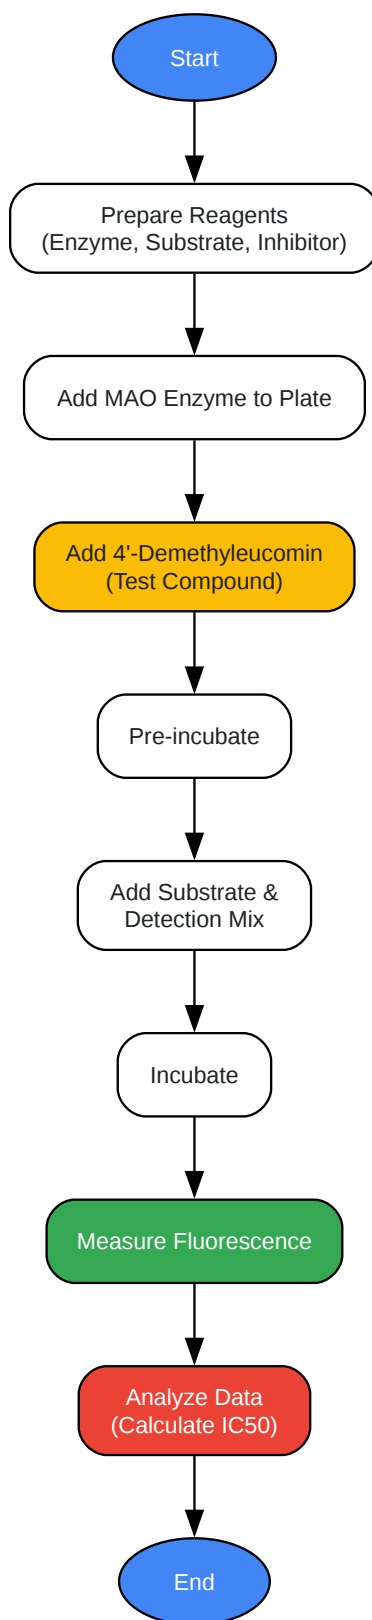 Start
Prepare Reagents
(Enzyme, Substrate, Inhibitor)
Add MAO Enzyme to Plate
Add 4'-Demethyleucomin
(Test Compound)
Pre-incubate
Add Substrate &
Detection Mix
Incubate
Measure Fluorescence
Analyze Data
(Calculate IC50)
End